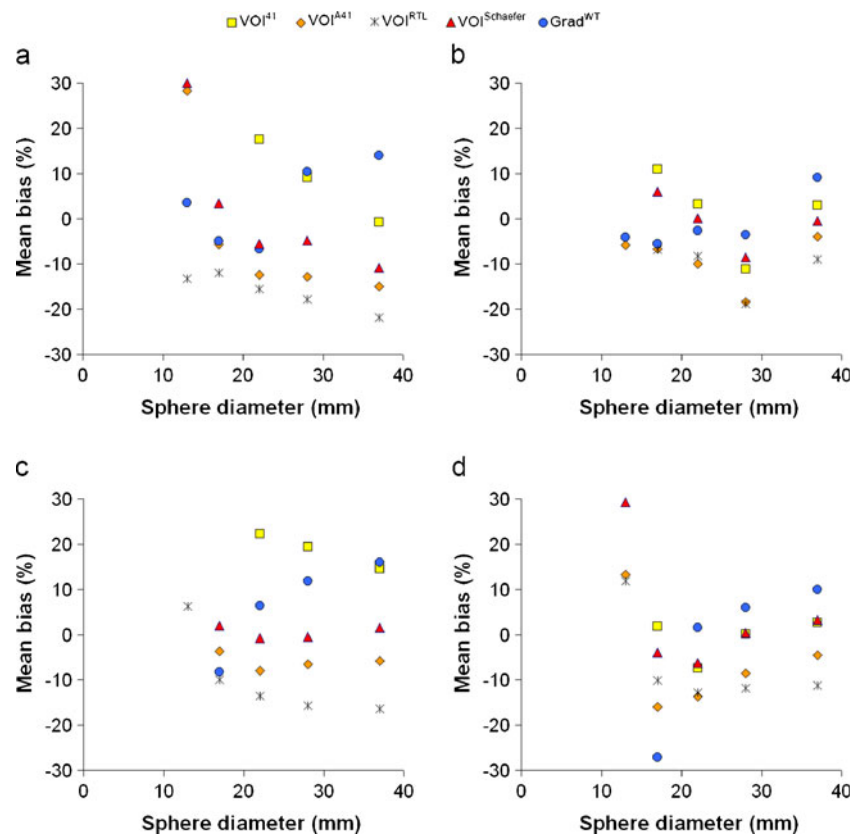 VOI41 VOIA41 VOIRTL VOISchaefer GradWT
a b
30 30
20 20
10 10
0 0
-10 -10
-20 -20
-30 -30
Mean bias (%) Mean bias (%)
0 10 20 30 40 0 10 20 30 40
Sphere diameter (mm) Sphere diameter (mm)
c d
30 30
20 20
10 10
0 0
-10 -10
-20 -20
-30 -30
Mean bias (%) Mean bias (%)
0 10 20 30 40 0 10 20 30 40
Sphere diameter (mm) Sphere diameter (mm)